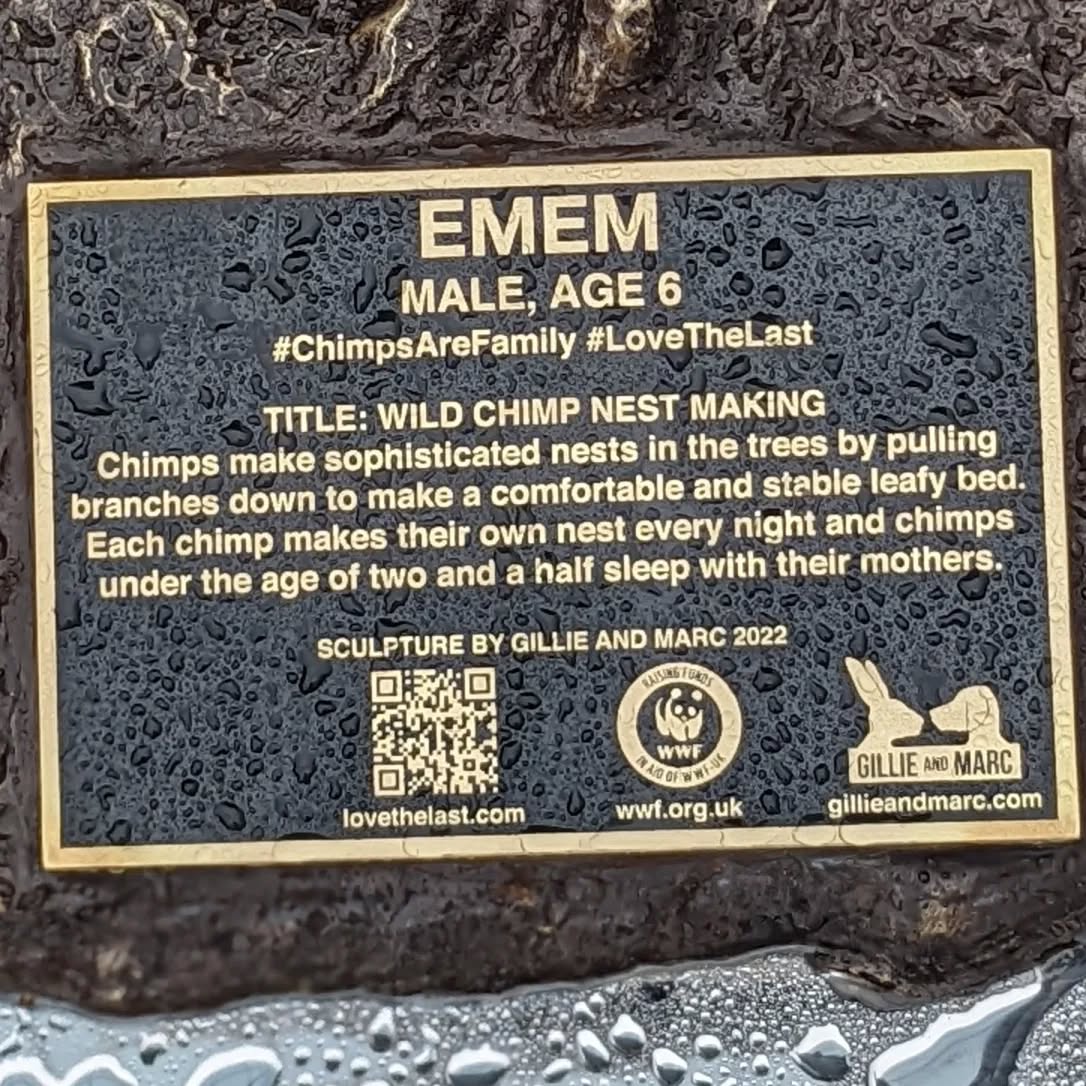 EMEM
MALE, AGE 6
#ChimpsAreFamily #LoveTheLast
TITLE: WILD CHIMP NEST MAKING
Chimps make sophisticated nests in the trees by pulling
branches down to make a comfortable and stable leafy bed.
Each chimp makes their own nest every night and chimps
under the age of two and a half sleep with their mothers.
SCULPTURE BY GILLIE AND MARC 2022
RAISING FUNDS
WWF
IN AID OF WWF-UK
GILLIE AND MARC
lovethelast.com
wwf.org.uk
gillieandmarc.com